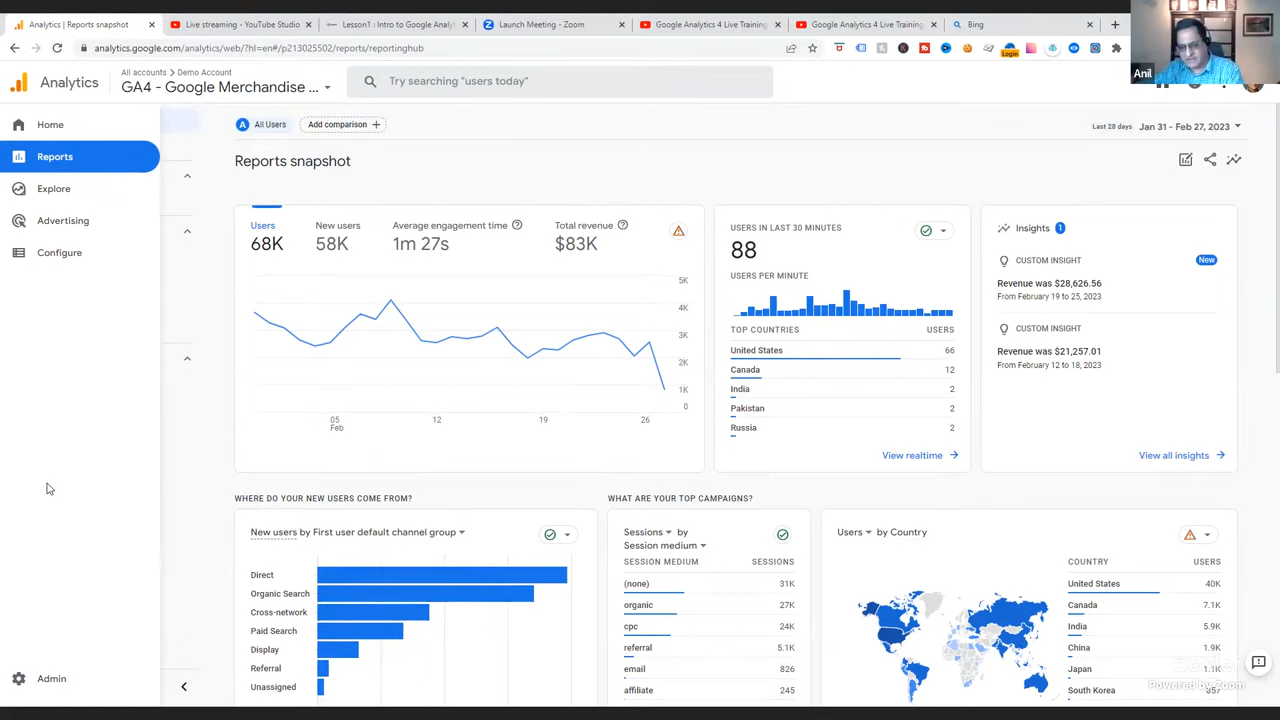 Analytics | Reports snapshot
Live streaming - YouTube Studio
Lesson1 : Intro to Google Analy
Launch Meeting - Zoom
Google Analytics 4 Live Training
Google Analytics 4 Live Training
Bing
analytics.google.com/analytics/web/?hl=en#/p213025502/reports/reportinghub
Login
Anil
Analytics
All accounts > Demo Account
GA4 - Google Merchandise ...
Try searching "users today"
Home
Reports
Explore
Advertising
Configure
Admin
A All Users
Add comparison +
Last 28 days Jan 31 - Feb 27, 2023
Reports snapshot
Users
68K
New users
58K
Average engagement time
1m 27s
Total revenue
$83K
5K
4K
3K
2K
1K
0
05
Feb
12
19
26
USERS IN LAST 30 MINUTES
88
USERS PER MINUTE
TOP COUNTRIES USERS
United States 66
Canada 12
India 2
Pakistan 2
Russia 2
View realtime
Insights 1
CUSTOM INSIGHT New
Revenue was $28,626.56
From February 19 to 25, 2023
CUSTOM INSIGHT
Revenue was $21,257.01
From February 12 to 18, 2023
View all insights
WHERE DO YOUR NEW USERS COME FROM?
New users by First user default channel group
Direct
Organic Search
Cross-network
Paid Search
Display
Referral
Unassigned
WHAT ARE YOUR TOP CAMPAIGNS?
Sessions by
Session medium
SESSION MEDIUM SESSIONS
(none) 31K
organic 27K
cpc 24K
referral 5.1K
email 826
affiliate 245
Users by Country
COUNTRY USERS
United States 40K
Canada 7.1K
India 5.9K
China 1.9K
Japan 1.1K
South Korea 857
zoom
Powered by Zoom